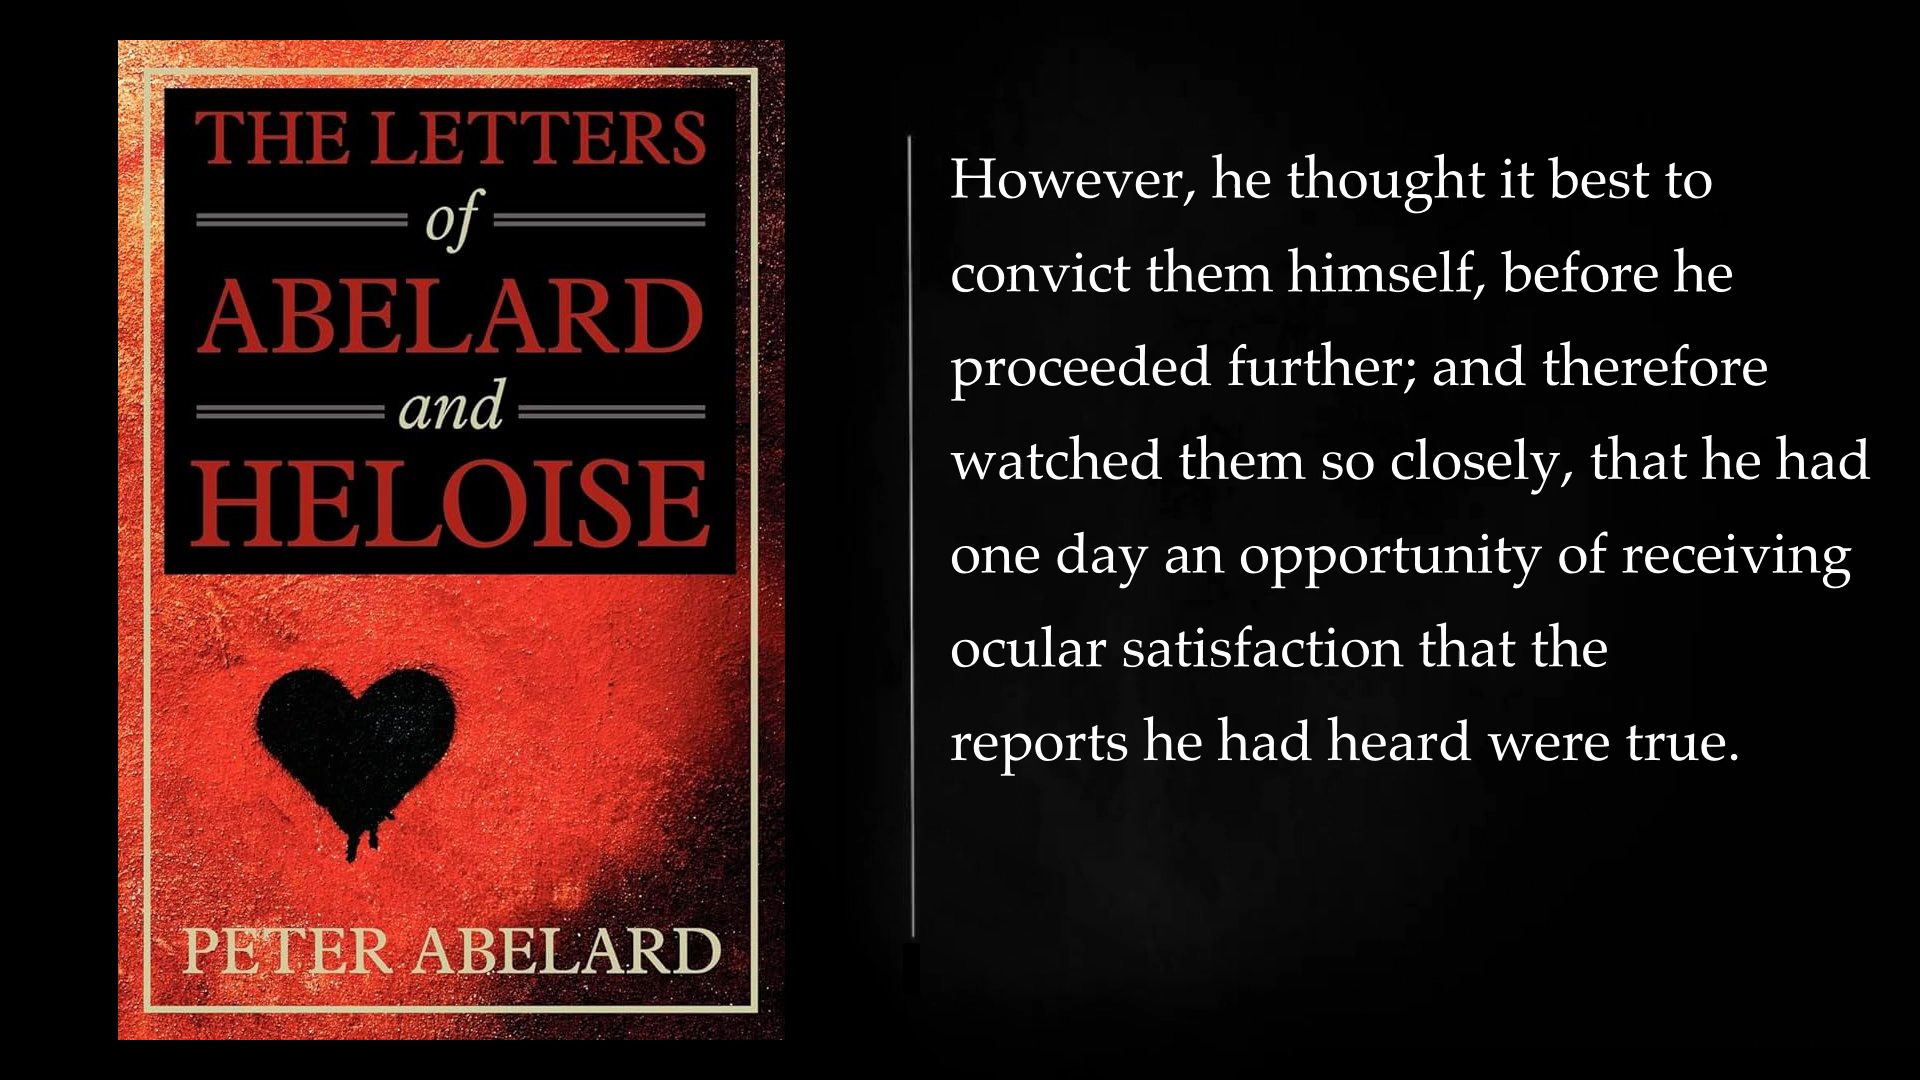 THE LETTERS
of
ABELARD
and
HELOISE
PETER ABELARD
However, he thought it best to
convict them himself, before he
proceeded further; and therefore
watched them so closely, that he had
one day an opportunity of receiving
ocular satisfaction that the
reports he had heard were true.